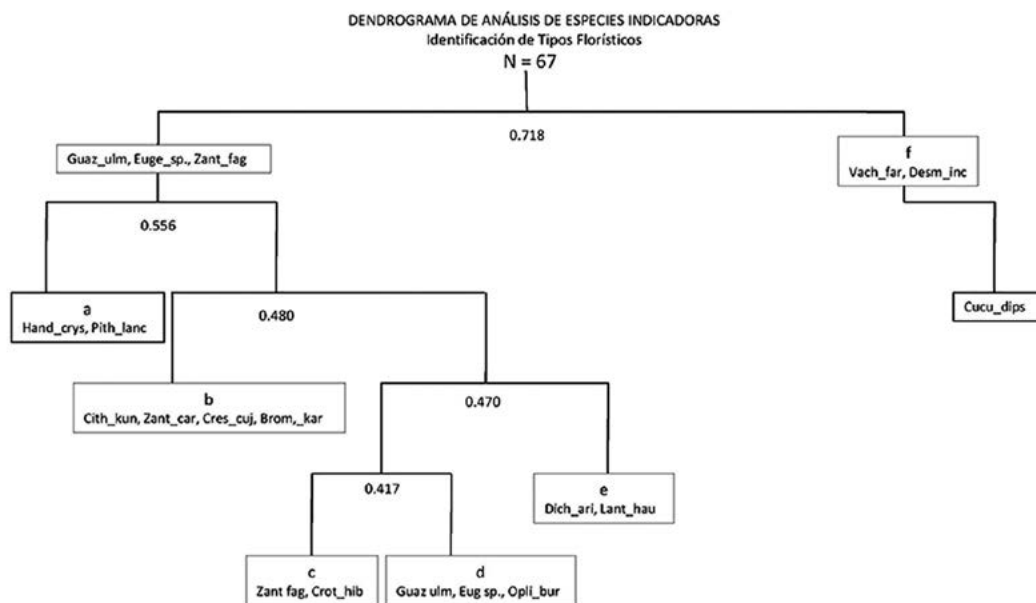 DENDROGRAMA DE ANÁLISIS DE ESPECIES INDICADORAS
Identificación de Tipos Florísticos
N = 67
0.718
Guaz_ulm, Euge_sp., Zant_fag
f
Vach_far, Desm_inc
0.556
a
Hand_crys, Pith_lanc
0.480
Cucu_dips
b
Cith_kun, Zant_car, Cres_cuj, Brom,_kar
0.470
0.417
e
Dich_ari, Lant_hau
c
Zant fag, Crot_hib
d
Guaz ulm, Eug sp., Opli_bur